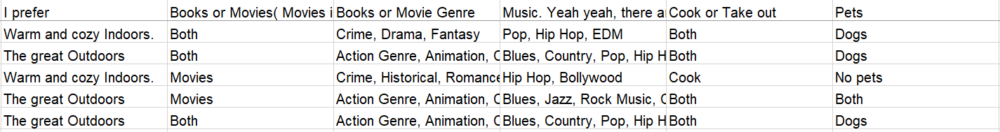 I prefer Books or Movies( Movies i Books or Movie Genre Music. Yeah yeah, there a Cook or Take out Pets
Warm and cozy Indoors. Both Crime, Drama, Fantasy Pop, Hip Hop, EDM Both Dogs
The great Outdoors Both Action Genre, Animation, Blues, Country, Pop, Hip H Both Dogs
Warm and cozy Indoors. Movies Crime, Historical, Romance Hip Hop, Bollywood Cook No pets
The great Outdoors Movies Action Genre, Animation, Blues, Jazz, Rock Music, Both Both
The great Outdoors Both Action Genre, Animation, Blues, Country, Pop, Hip H Both Dogs